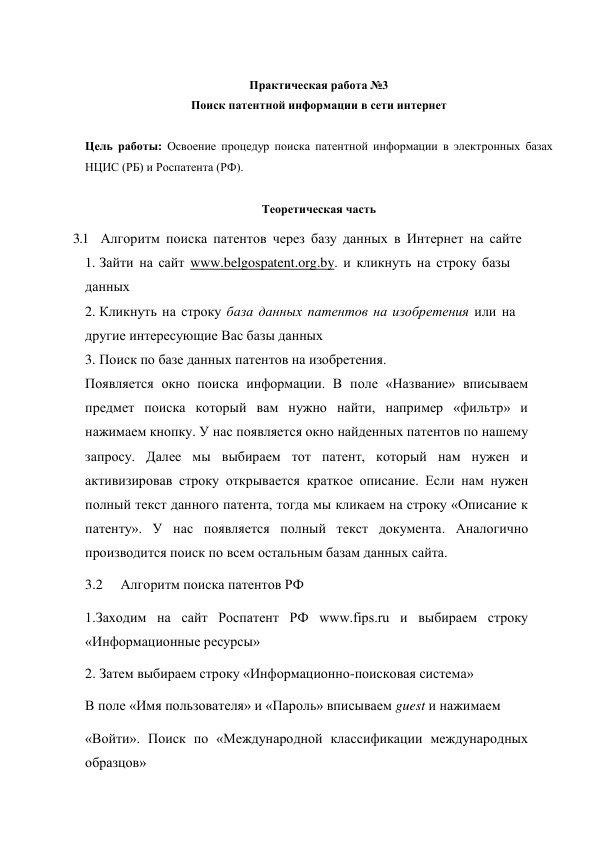 Практическая работа №3
Поиск патентной информации в сети интернет
Цель работы: Освоение процедур поиска патентной информации в электронных базах
НЦИС (РБ) и Роспатента (РФ).
Теоретическая часть
3.1 Алгоритм поиска патентов через базу данных в Интернет на сайте
1. Зайти на сайт www.belgospatent.org.by. и кликнуть на строку базы
данных
2. Кликнуть на строку база данных патентов на изобретения или на
другие интересующие Вас базы данных
3. Поиск по базе данных патентов на изобретения.
Появляется окно поиска информации. В поле «Название» вписываем
предмет поиска который вам нужно найти, например «фильтр» и
нажимаем кнопку. У нас появляется окно найденных патентов по нашему
запросу. Далее мы выбираем тот патент, который нам нужен и
активизировав строку открывается краткое описание. Если нам нужен
полный текст данного патента, тогда мы кликаем на строку «Описание к
патенту». У нас появляется полный текст документа. Аналогично
производится поиск по всем остальным базам данных сайта.
3.2 Алгоритм поиска патентов РФ
1.Заходим на сайт Роспатент РФ www.fips.ru и выбираем строку
«Информационные ресурсы»
2. Затем выбираем строку «Информационно-поисковая система»
В поле «Имя пользователя» и «Пароль» вписываем guest и нажимаем
«Войти». Поиск по «Международной классификации международных
образцов»